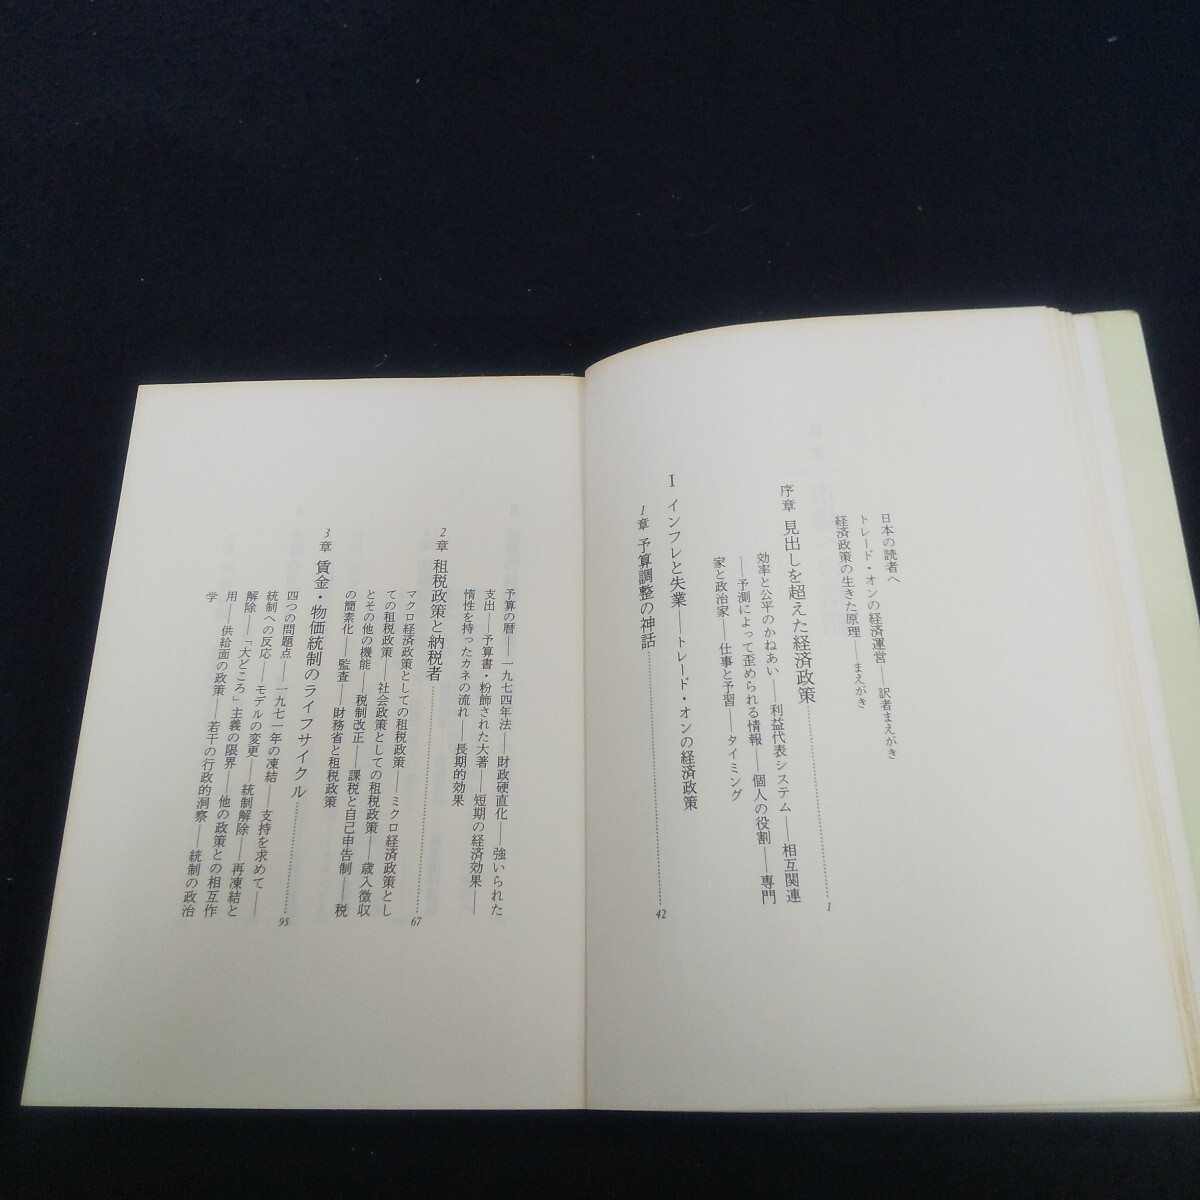 日本の読者へ
トレード・オンの経済運営――訳者まえがき
経済政策の生きた原理――まえがき
序章 見出しを超えた経済政策……………1
効率と公平のかねあい――利益代表システム――相互関連
――予測によって歪められる情報――個人の役割――専門
家と政治家――仕事と予習――タイミング
I インフレと失業――トレード・オンの経済政策
1章 予算調整の神話……………42
予算の暦――一九七四年法――財政硬直化――強いられた
支出――予算書・粉飾された大著――短期の経済効果――
惰性を持ったカネの流れ――長期的効果
2章 租税政策と納税者……………67
マクロ経済政策としての租税政策――ミクロ経済政策とし
ての租税政策――社会政策としての租税政策――歳入徴収
とその他の機能――税制改正――課税と自己申告制――税
の簡素化――監査――財務省と租税政策
3章 賃金・物価統制のライフサイクル……………95
四つの問題点――一九七一年の凍結――支持を求めて――
統制への反応――モデルの変更――統制解除――再凍結と
解除――「大どころ」主義の限界――他の政策との相互作
用――供給面の政策――若干の行政的洞察――統制の政治
学